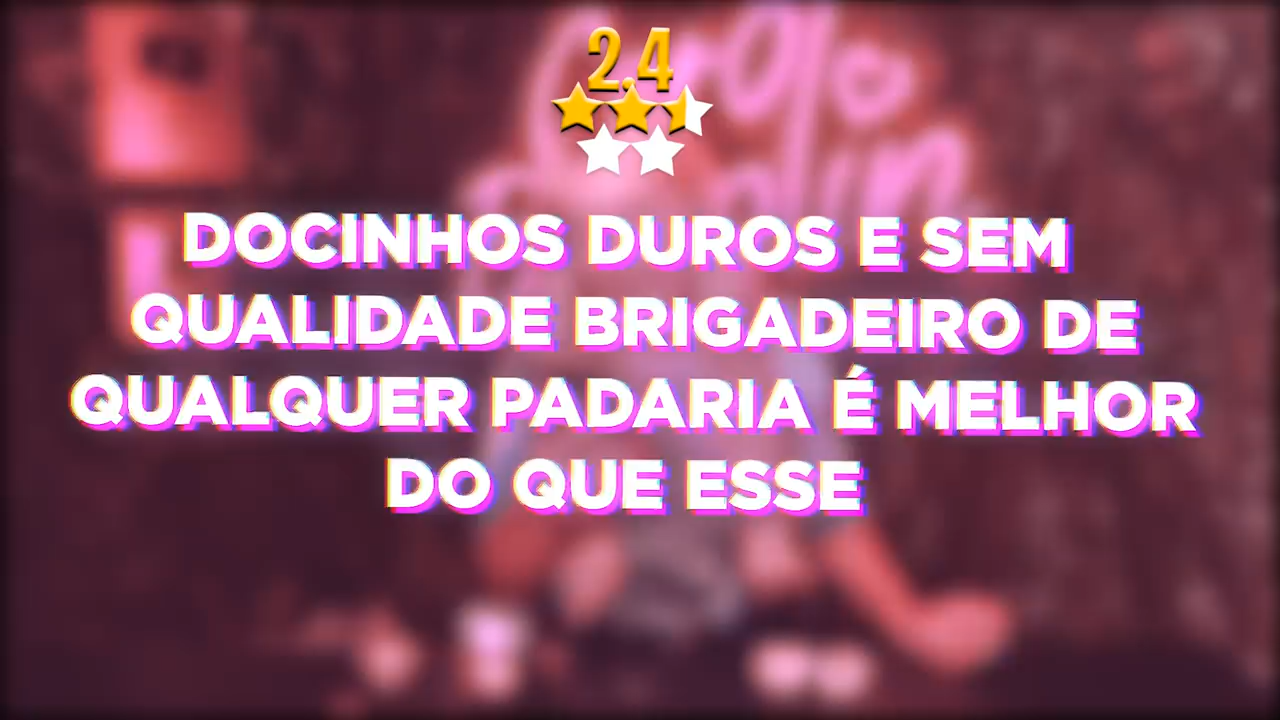 2.4
DOCINHOS DUROS E SEM
QUALIDADE BRIGADEIRO DE
QUALQUER PADARIA É MELHOR
DO QUE ESSE